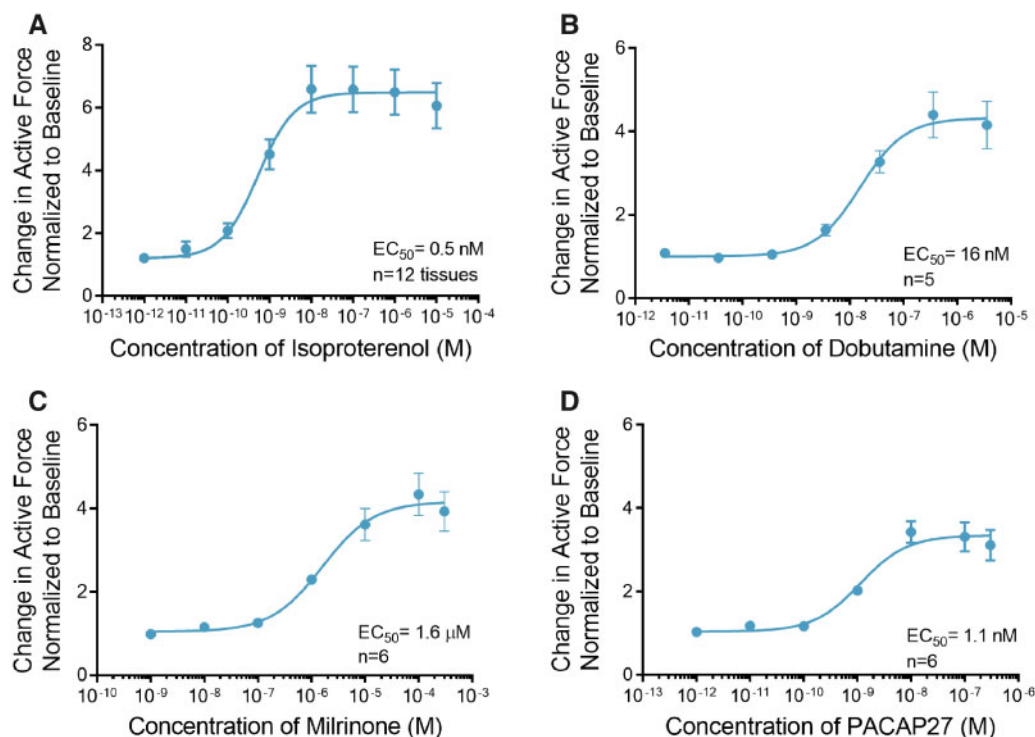 A
Change in Active Force
Normalized to Baseline
8
6
4
2
0
EC₅₀= 0.5 nM
n=12 tissues
10⁻¹³ 10⁻¹² 10⁻¹¹ 10⁻¹⁰ 10⁻⁹ 10⁻⁸ 10⁻⁷ 10⁻⁶ 10⁻⁵ 10⁻⁴
Concentration of Isoproterenol (M)
B
Change in Active Force
Normalized to Baseline
6
4
2
0
EC₅₀= 16 nM
n=5
10⁻¹² 10⁻¹¹ 10⁻¹⁰ 10⁻⁹ 10⁻⁸ 10⁻⁷ 10⁻⁶ 10⁻⁵
Concentration of Dobutamine (M)
C
Change in Active Force
Normalized to Baseline
6
4
2
0
EC₅₀= 1.6 μM
n=6
10⁻¹⁰ 10⁻⁹ 10⁻⁸ 10⁻⁷ 10⁻⁶ 10⁻⁵ 10⁻⁴ 10⁻³
Concentration of Milrinone (M)
D
Change in Active Force
Normalized to Baseline
6
4
2
0
EC₅₀= 1.1 nM
n=6
10⁻¹³ 10⁻¹² 10⁻¹¹ 10⁻¹⁰ 10⁻⁹ 10⁻⁸ 10⁻⁷ 10⁻⁶
Concentration of PACAP27 (M)